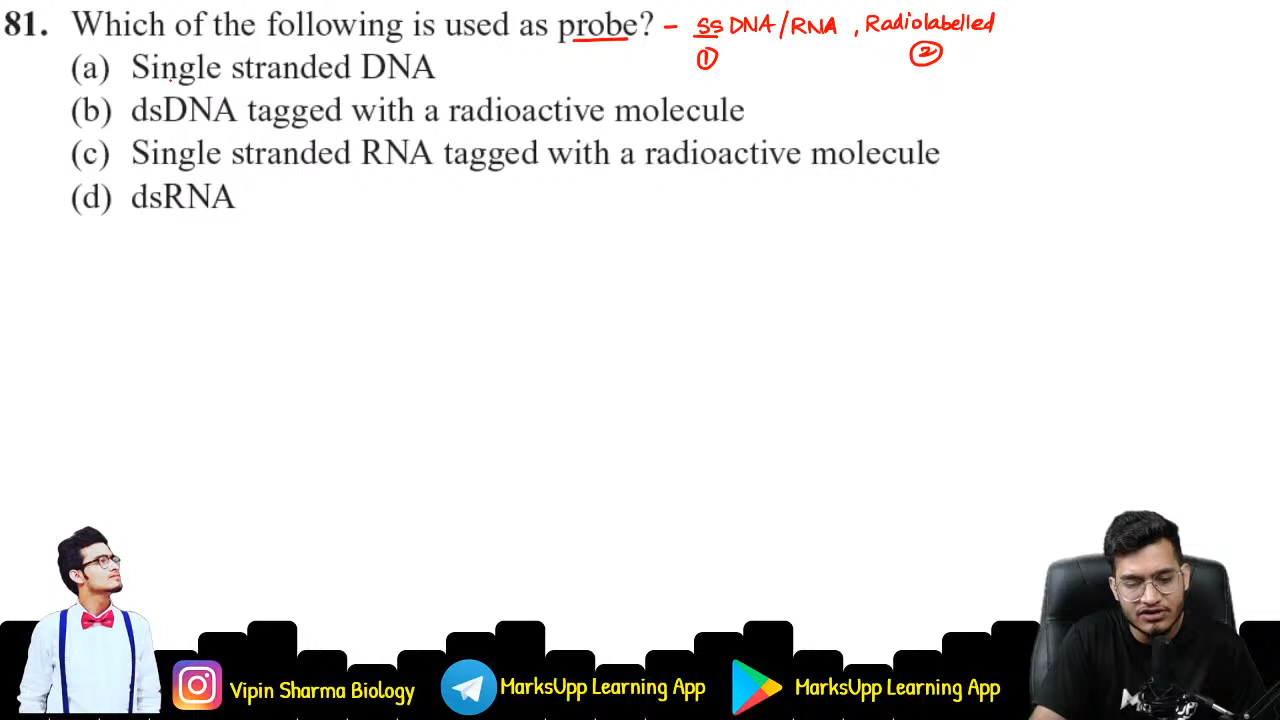 81. Which of the following is used as probe? - ss DNA/RNA , Radiolabelled
① ②
(a) Single stranded DNA
(b) dsDNA tagged with a radioactive molecule
(c) Single stranded RNA tagged with a radioactive molecule
(d) dsRNA
Vipin Sharma Biology MarksUpp Learning App MarksUpp Learning App